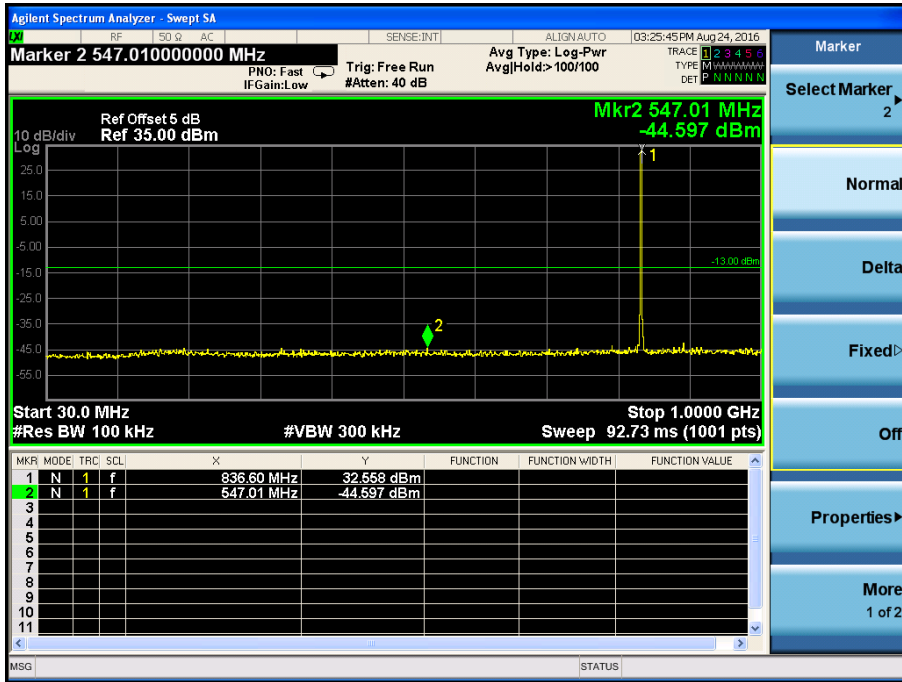 Agilent Spectrum Analyzer - Swept SA
LXI RF 50 Ω AC SENSE:INT ALIGN AUTO 03:25:45 PM Aug 24, 2016
Marker 2 547.010000000 MHz
PNO: Fast
IFGain:Low
Trig: Free Run
#Atten: 40 dB
Avg Type: Log-Pwr
Avg|Hold:>100/100
TRACE 1 2 3 4 5 6
TYPE M
DET P N N N N N
Marker
Select Marker
2
Normal
Delta
Fixed
Off
Properties
More
1 of 2
Mkr2 547.01 MHz
-44.597 dBm
Ref Offset 5 dB
10 dB/div Ref 35.00 dBm
Log
1
25.0
15.0
5.00
-5.00
-13.00 dBm
-15.0
-25.0
-35.0
2
-45.0
-55.0
Start 30.0 MHz Stop 1.0000 GHz
#Res BW 100 kHz #VBW 300 kHz Sweep 92.73 ms (1001 pts)
MKR MODE TRC SCL X Y FUNCTION FUNCTION WIDTH FUNCTION VALUE
1 N 1 f 836.60 MHz 32.558 dBm
2 N 1 f 547.01 MHz -44.597 dBm
3
4
5
6
7
8
9
10
11
MSG STATUS